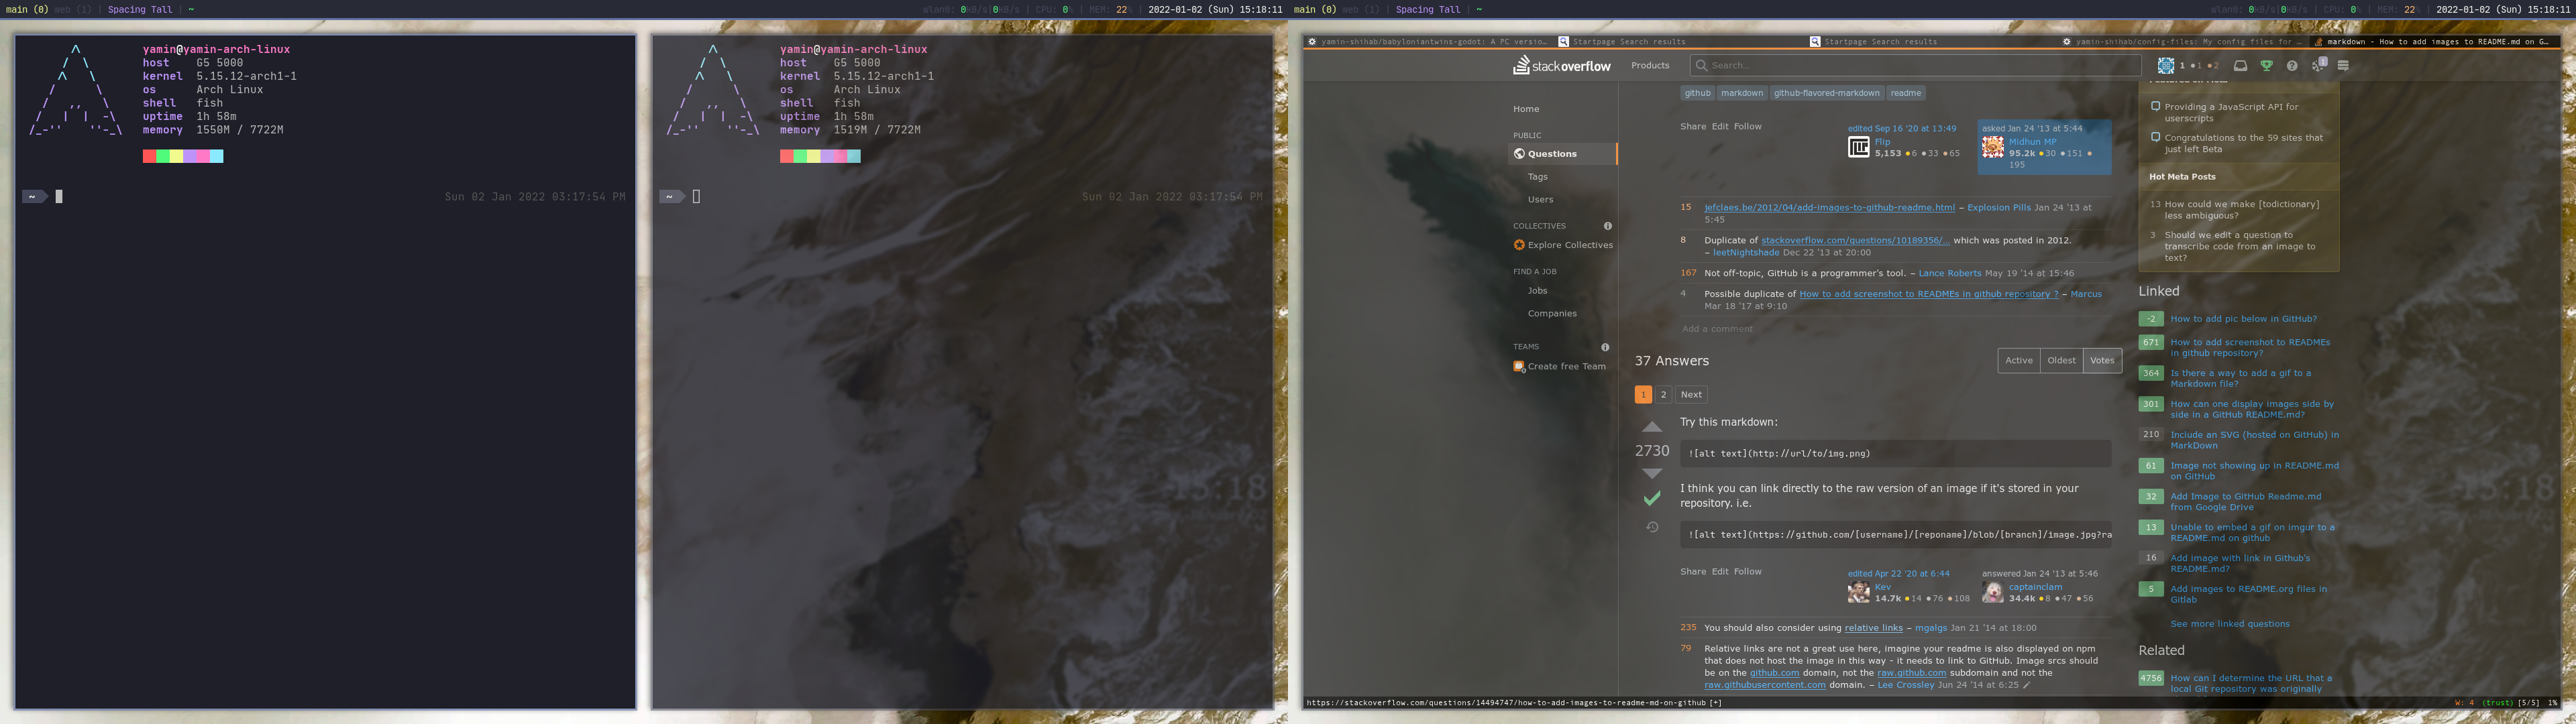 main (0) web (1) | Spacing Tall | ~
wlan0: 0kB/s|0kB/s | CPU: 0% | MEM: 22% | 2022-01-02 (Sun) 15:18:11
main (0) web (1) | Spacing Tall | ~
wlan0: 0kB/s|0kB/s | CPU: 0% | MEM: 22% | 2022-01-02 (Sun) 15:18:11
yamin@yamin-arch-linux
host G5 5000
kernel 5.15.12-arch1-1
os Arch Linux
shell fish
uptime 1h 58m
memory 1550M / 7722M
~
Sun 02 Jan 2022 03:17:54 PM
yamin@yamin-arch-linux
host G5 5000
kernel 5.15.12-arch1-1
os Arch Linux
shell fish
uptime 1h 58m
memory 1519M / 7722M
~
Sun 02 Jan 2022 03:17:54 PM
15:18
yamin-shihab/babyloniantwins-godot: A PC versio…
Startpage Search results
Startpage Search results
yamin-shihab/config-files: My config files for …
markdown - How to add images to README.md on G…
stackoverflow
Products
Search...
1 1 2
1
Home
PUBLIC
Questions
Tags
Users
COLLECTIVES
Explore Collectives
FIND A JOB
Jobs
Companies
TEAMS
Create free Team
github markdown github-flavored-markdown readme
Share Edit Follow
edited Sep 16 '20 at 13:49
Flip
5,153 6 33 65
asked Jan 24 '13 at 5:44
Midhun MP
95.2k 30 151
195
15 jefclaes.be/2012/04/add-images-to-github-readme.html – Explosion Pills Jan 24 '13 at
5:45
8 Duplicate of stackoverflow.com/questions/10189356/… which was posted in 2012.
– leetNightshade Dec 22 '13 at 20:00
167 Not off-topic, GitHub is a programmer's tool. – Lance Roberts May 19 '14 at 15:46
4 Possible duplicate of How to add screenshot to READMEs in github repository ? – Marcus
Mar 18 '17 at 9:10
Add a comment
37 Answers
Active Oldest Votes
1 2 Next
2730
Try this markdown:
![alt text](http://url/to/img.png)
I think you can link directly to the raw version of an image if it's stored in your
repository. i.e.
![alt text](https://github.com/[username]/[reponame]/blob/[branch]/image.jpg?ra
Share Edit Follow
edited Apr 22 '20 at 6:44
Kev
14.7k 14 76 108
answered Jan 24 '13 at 5:46
captainclam
34.4k 8 47 56
235 You should also consider using relative links – mgalgs Jan 21 '14 at 18:00
79 Relative links are not a great use here, imagine your readme is also displayed on npm
that does not host the image in this way - it needs to link to GitHub. Image srcs should
be on the github.com domain, not the raw.github.com subdomain and not the
raw.githubusercontent.com domain. – Lee Crossley Jun 24 '14 at 6:25
Featured on Meta
Providing a JavaScript API for
userscripts
Congratulations to the 59 sites that
just left Beta
Hot Meta Posts
13 How could we make [todictionary]
less ambiguous?
3 Should we edit a question to
transcribe code from an image to
text?
Linked
-2 How to add pic below in GitHub?
671 How to add screenshot to READMEs
in github repository?
364 Is there a way to add a gif to a
Markdown file?
301 How can one display images side by
side in a GitHub README.md?
210 Include an SVG (hosted on GitHub) in
MarkDown
61 Image not showing up in README.md
on GitHub
32 Add Image to GitHub Readme.md
from Google Drive
13 Unable to embed a gif on imgur to a
README.md on github
16 Add image with link in Github's
README.md?
5 Add images to README.org files in
Gitlab
See more linked questions
Related
4756 How can I determine the URL that a
local Git repository was originally
15:18
https://stackoverflow.com/questions/14494747/how-to-add-images-to-readme-md-on-github [+]
W: 4 (trust) [5/5] 1%